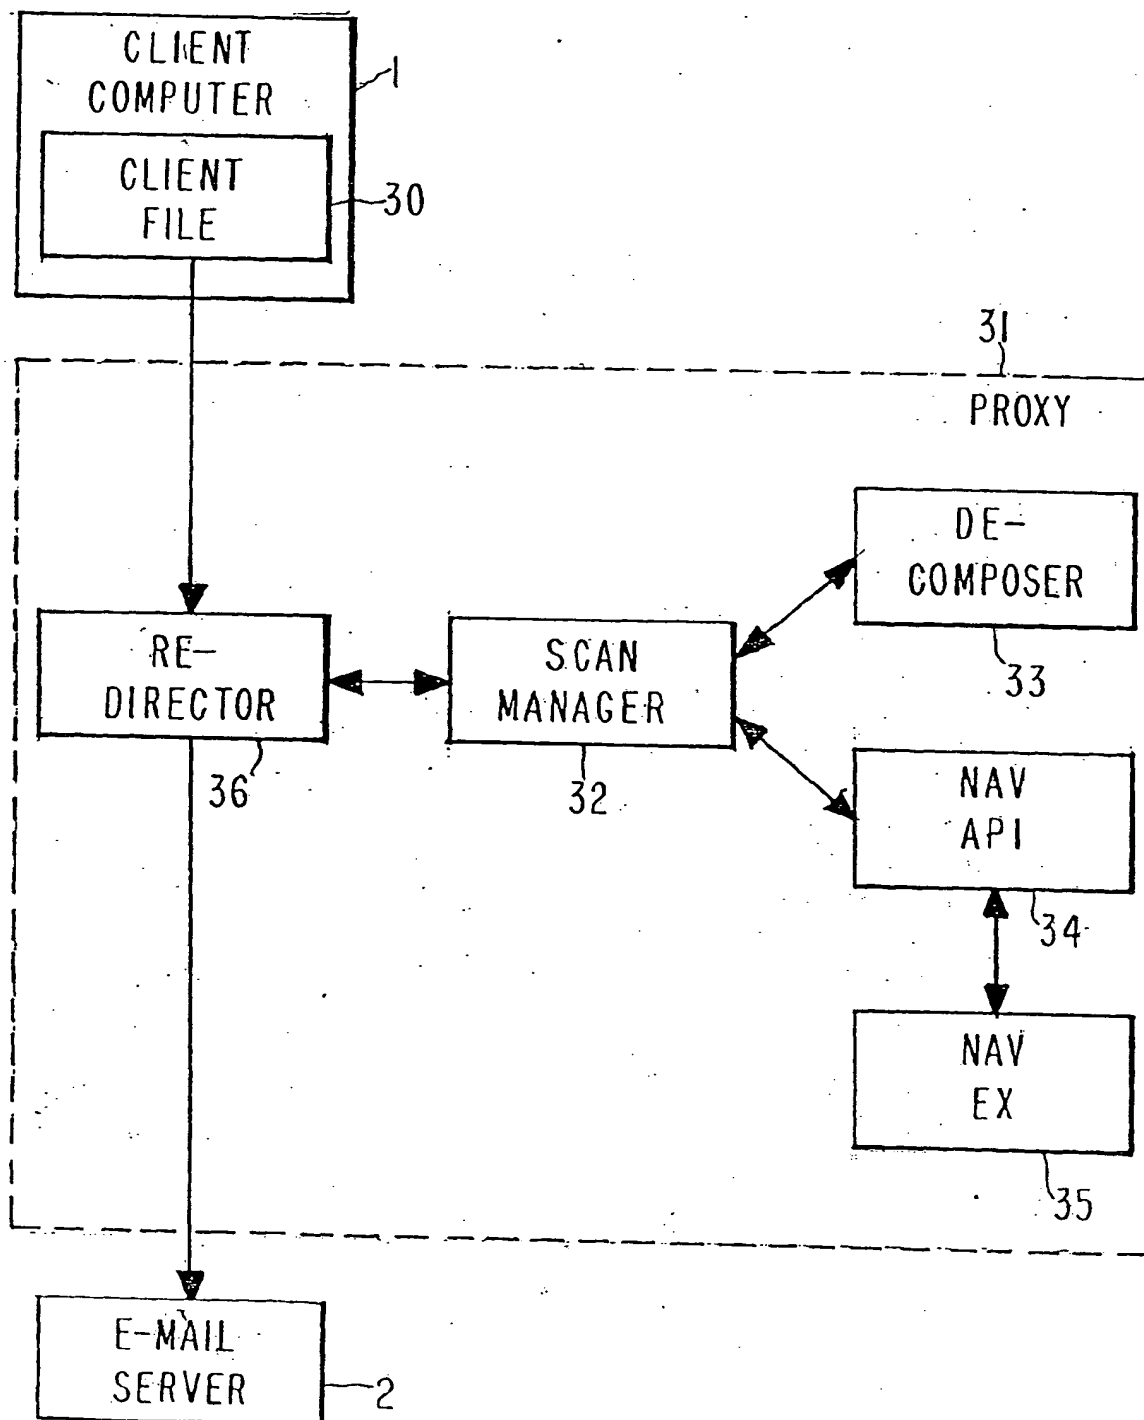 CLIENT
COMPUTER
1
CLIENT
FILE
30
31
PROXY
DE-
COMPOSER
33
RE-
DIRECTOR
36
SCAN
MANAGER
32
NAV
API
34
NAV
EX
35
E-MAIL
SERVER
2